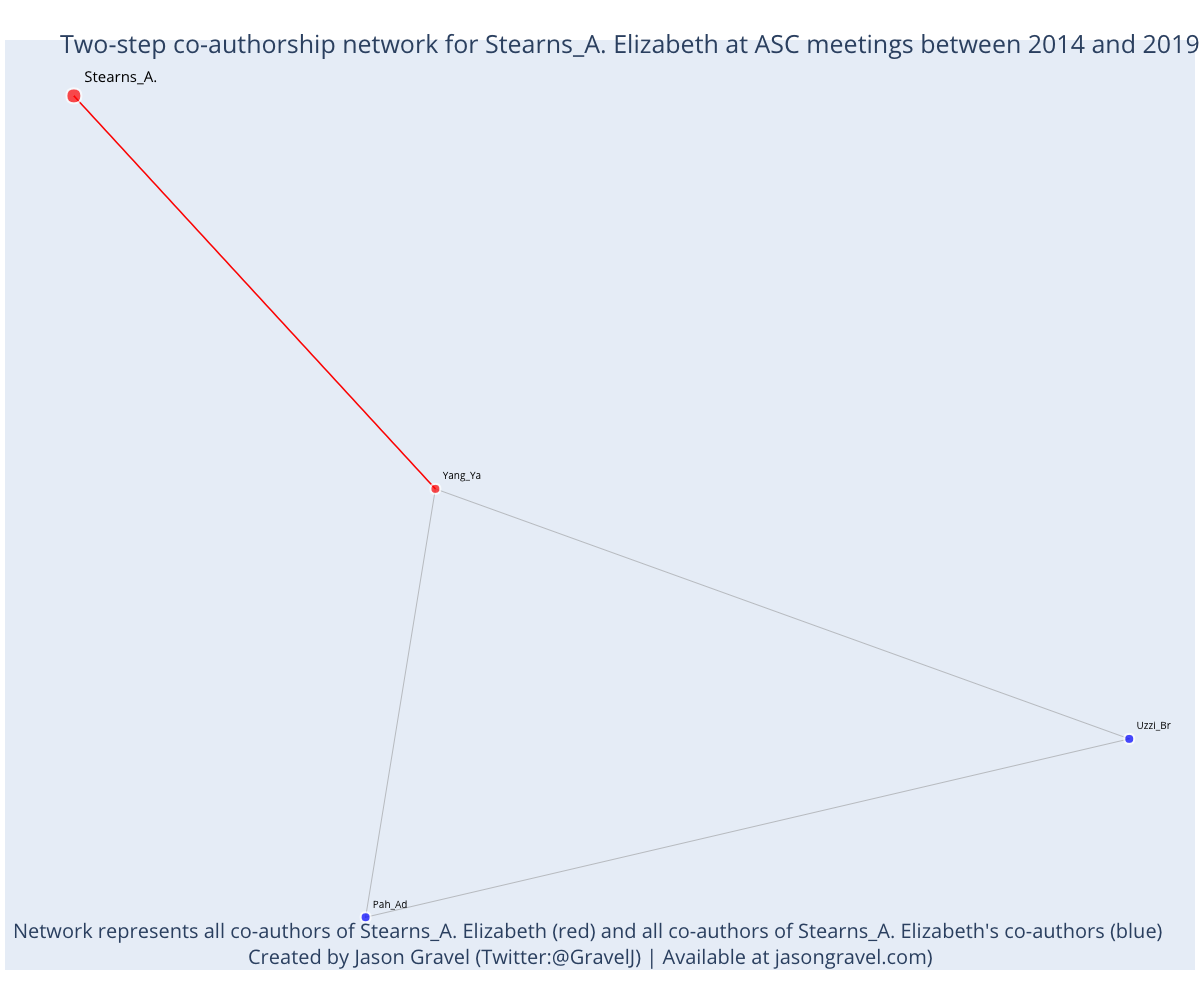 Two-step co-authorship network for Stearns_A. Elizabeth at ASC meetings between 2014 and 2019
Stearns_A.
Yang_Ya
Uzzi_Br
Pah_Ad
Network represents all co-authors of Stearns_A. Elizabeth (red) and all co-authors of Stearns_A. Elizabeth's co-authors (blue)
Created by Jason Gravel (Twitter:@GravelJ) | Available at jasongravel.com)